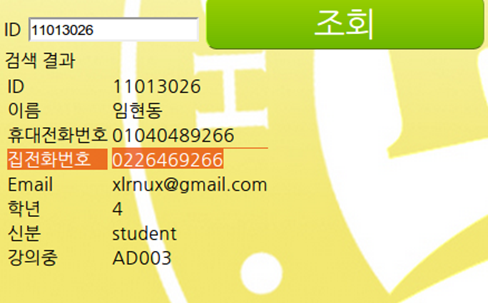 ID 11013026 조회
검색 결과
ID 11013026
이름 임현동
휴대전화번호 01040489266
집전화번호 0226469266
Email xlrnux@gmail.com
학년 4
신분 student
강의중 AD003